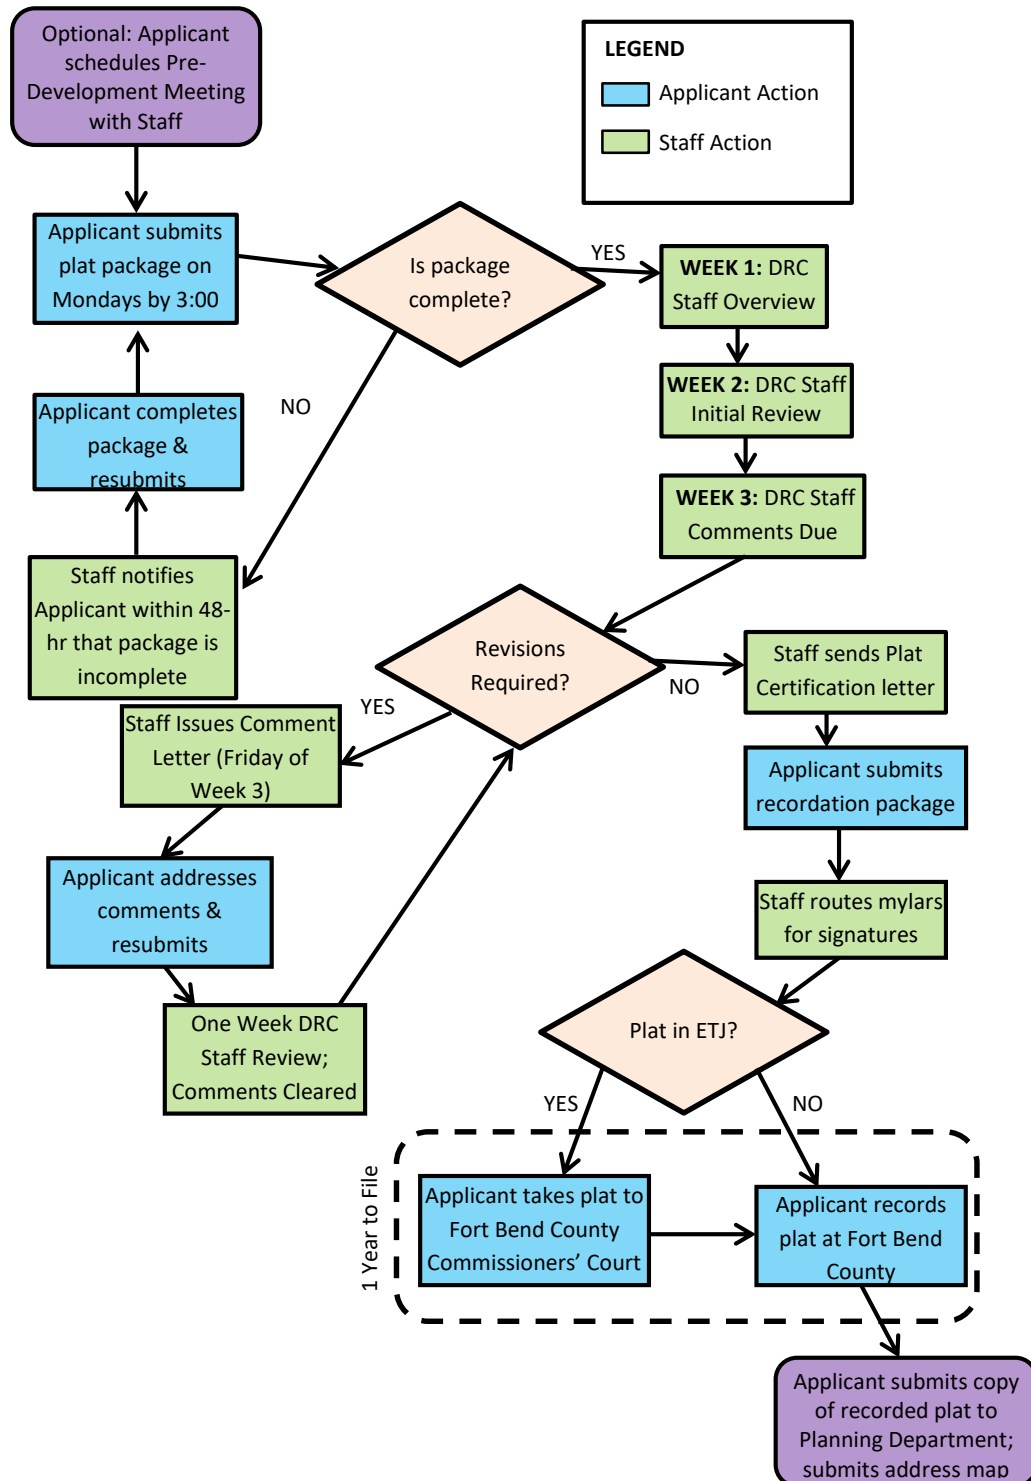 Optional: Applicant
schedules Pre-
Development Meeting
with Staff
LEGEND
Applicant Action
Staff Action
Applicant submits
plat package on
Mondays by 3:00
Is package
complete?
YES
WEEK 1: DRC
Staff Overview
WEEK 2: DRC Staff
Initial Review
NO
Applicant completes
package &
resubmits
WEEK 3: DRC Staff
Comments Due
Staff notifies
Applicant within 48-
hr that package is
incomplete
Revisions
Required?
NO
Staff sends Plat
Certification letter
YES
Staff Issues Comment
Letter (Friday of
Week 3)
Applicant submits
recordation package
Applicant addresses
comments &
resubmits
Staff routes mylars
for signatures
One Week DRC
Staff Review;
Comments Cleared
Plat in ETJ?
YES
NO
1 Year to File
Applicant takes plat to
Fort Bend County
Commissioners’ Court
Applicant records
plat at Fort Bend
County
Applicant submits copy
of recorded plat to
Planning Department;
submits address map